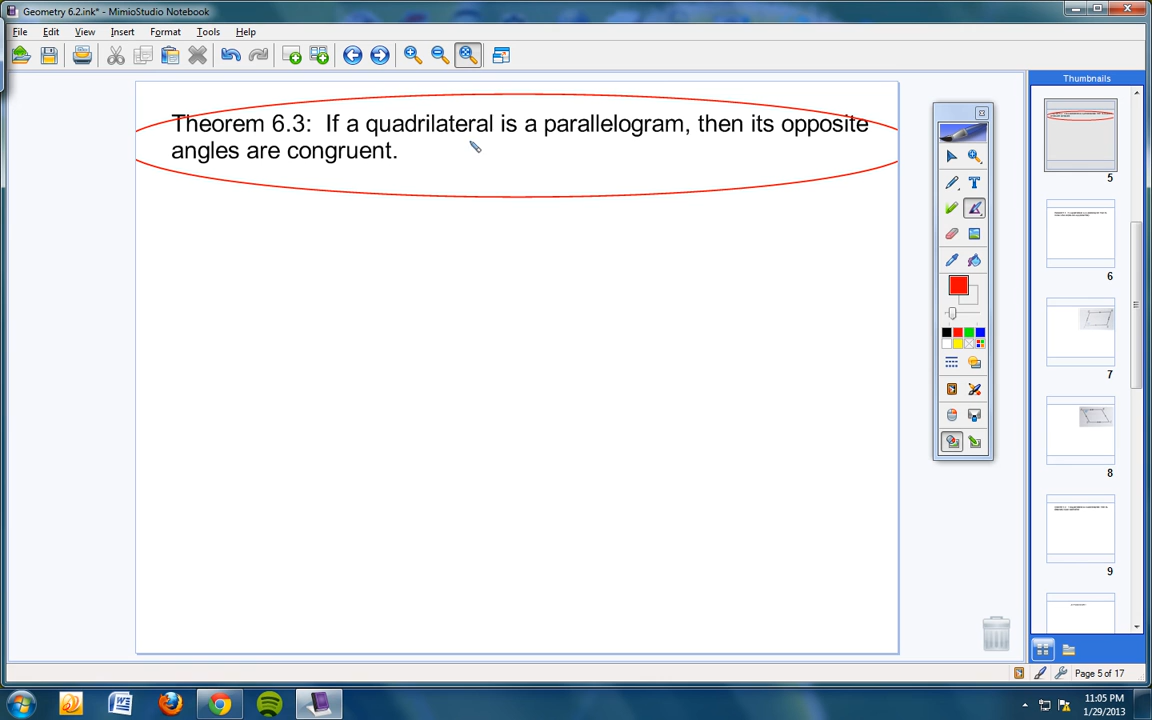 Geometry 6.2.ink* - MimioStudio Notebook
File Edit View Insert Format Tools Help
Thumbnails
Theorem 6.3: If a quadrilateral is a parallelogram, then its opposite
angles are congruent.
5
6
7
8
9
Page 5 of 17
11:05 PM
1/29/2013